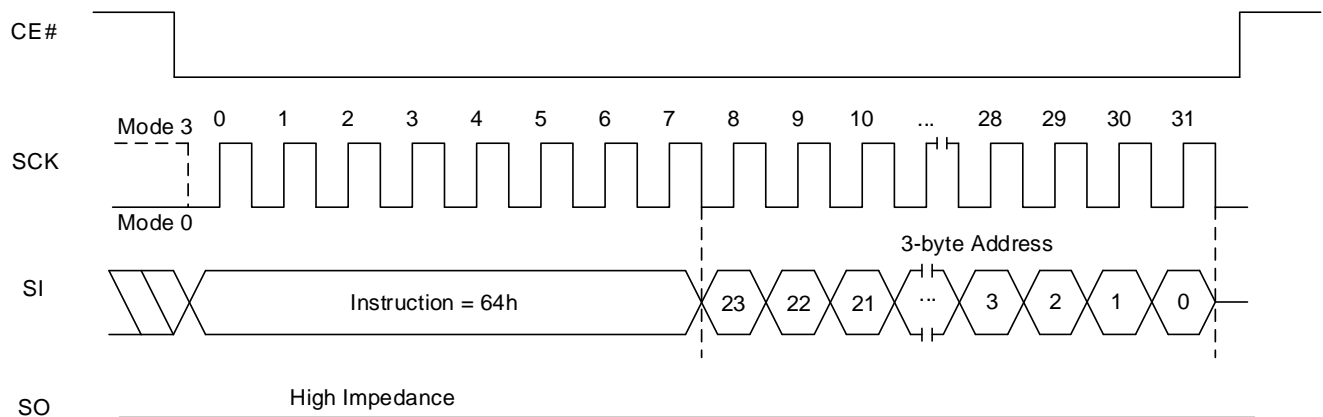 CE#
Mode 3 0 1 2 3 4 5 6 7 8 9 10 ... 28 29 30 31
SCK
Mode 0
3-byte Address
SI Instruction = 64h 23 22 21 ... 3 2 1 0
High Impedance
SO